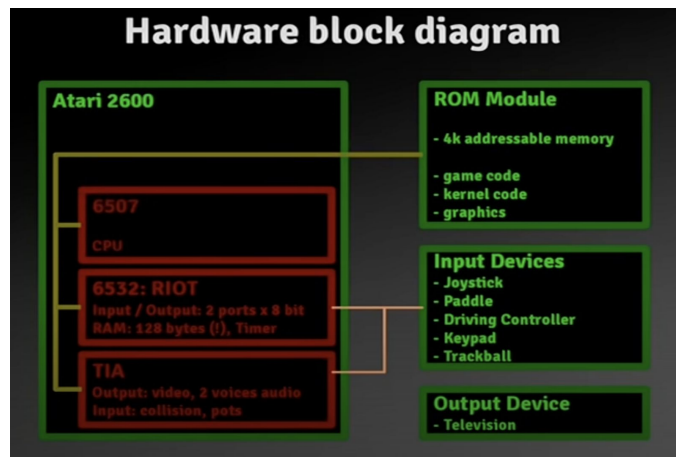 Hardware block diagram
Atari 2600
6507
CPU
6532: RIOT
Input / Output: 2 ports x 8 bit
RAM: 128 bytes (!), Timer
TIA
Output: video, 2 voices audio
Input: collision, pots
ROM Module
- 4k addressable memory
- game code
- kernel code
- graphics
Input Devices
- Joystick
- Paddle
- Driving Controller
- Keypad
- Trackball
Output Device
- Television